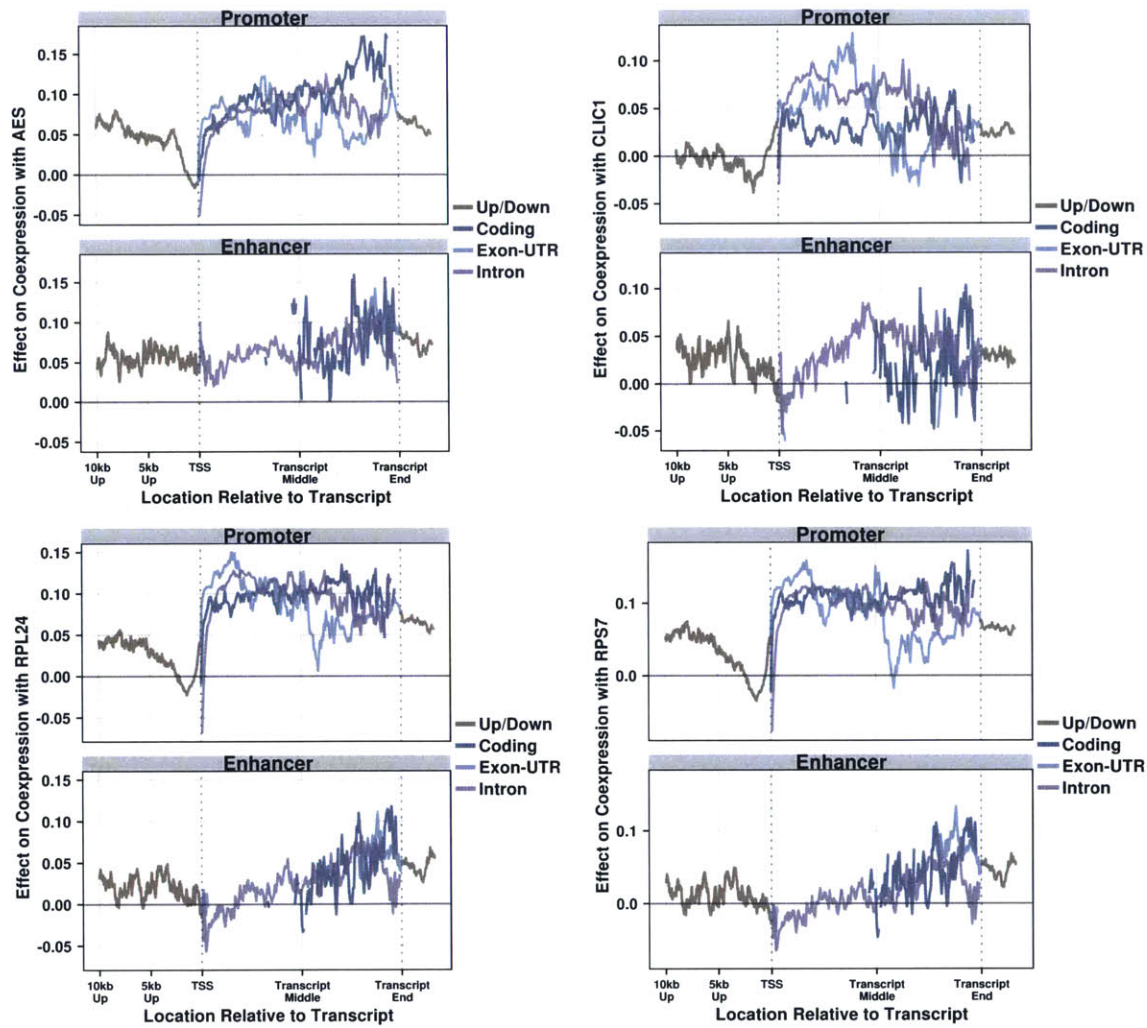 Promoter
Effect on Coexpression with AES
0.15
0.10
0.05
0.00
-0.05
Enhancer
0.15
0.10
0.05
0.00
-0.05
10kb Up
5kb Up
TSS
Transcript Middle
Transcript End
Location Relative to Transcript
Up/Down
Coding
Exon-UTR
Intron
Promoter
Effect on Coexpression with CLIC1
0.10
0.05
0.00
-0.05
Enhancer
0.10
0.05
0.00
-0.05
10kb Up
5kb Up
TSS
Transcript Middle
Transcript End
Location Relative to Transcript
Up/Down
Coding
Exon-UTR
Intron
Promoter
Effect on Coexpression with RPL24
0.15
0.10
0.05
0.00
-0.05
Enhancer
0.15
0.10
0.05
0.00
-0.05
10kb Up
5kb Up
TSS
Transcript Middle
Transcript End
Location Relative to Transcript
Up/Down
Coding
Exon-UTR
Intron
Promoter
Effect on Coexpression with RPS7
0.1
0.0
Enhancer
0.1
0.0
10kb Up
5kb Up
TSS
Transcript Middle
Transcript End
Location Relative to Transcript
Up/Down
Coding
Exon-UTR
Intron